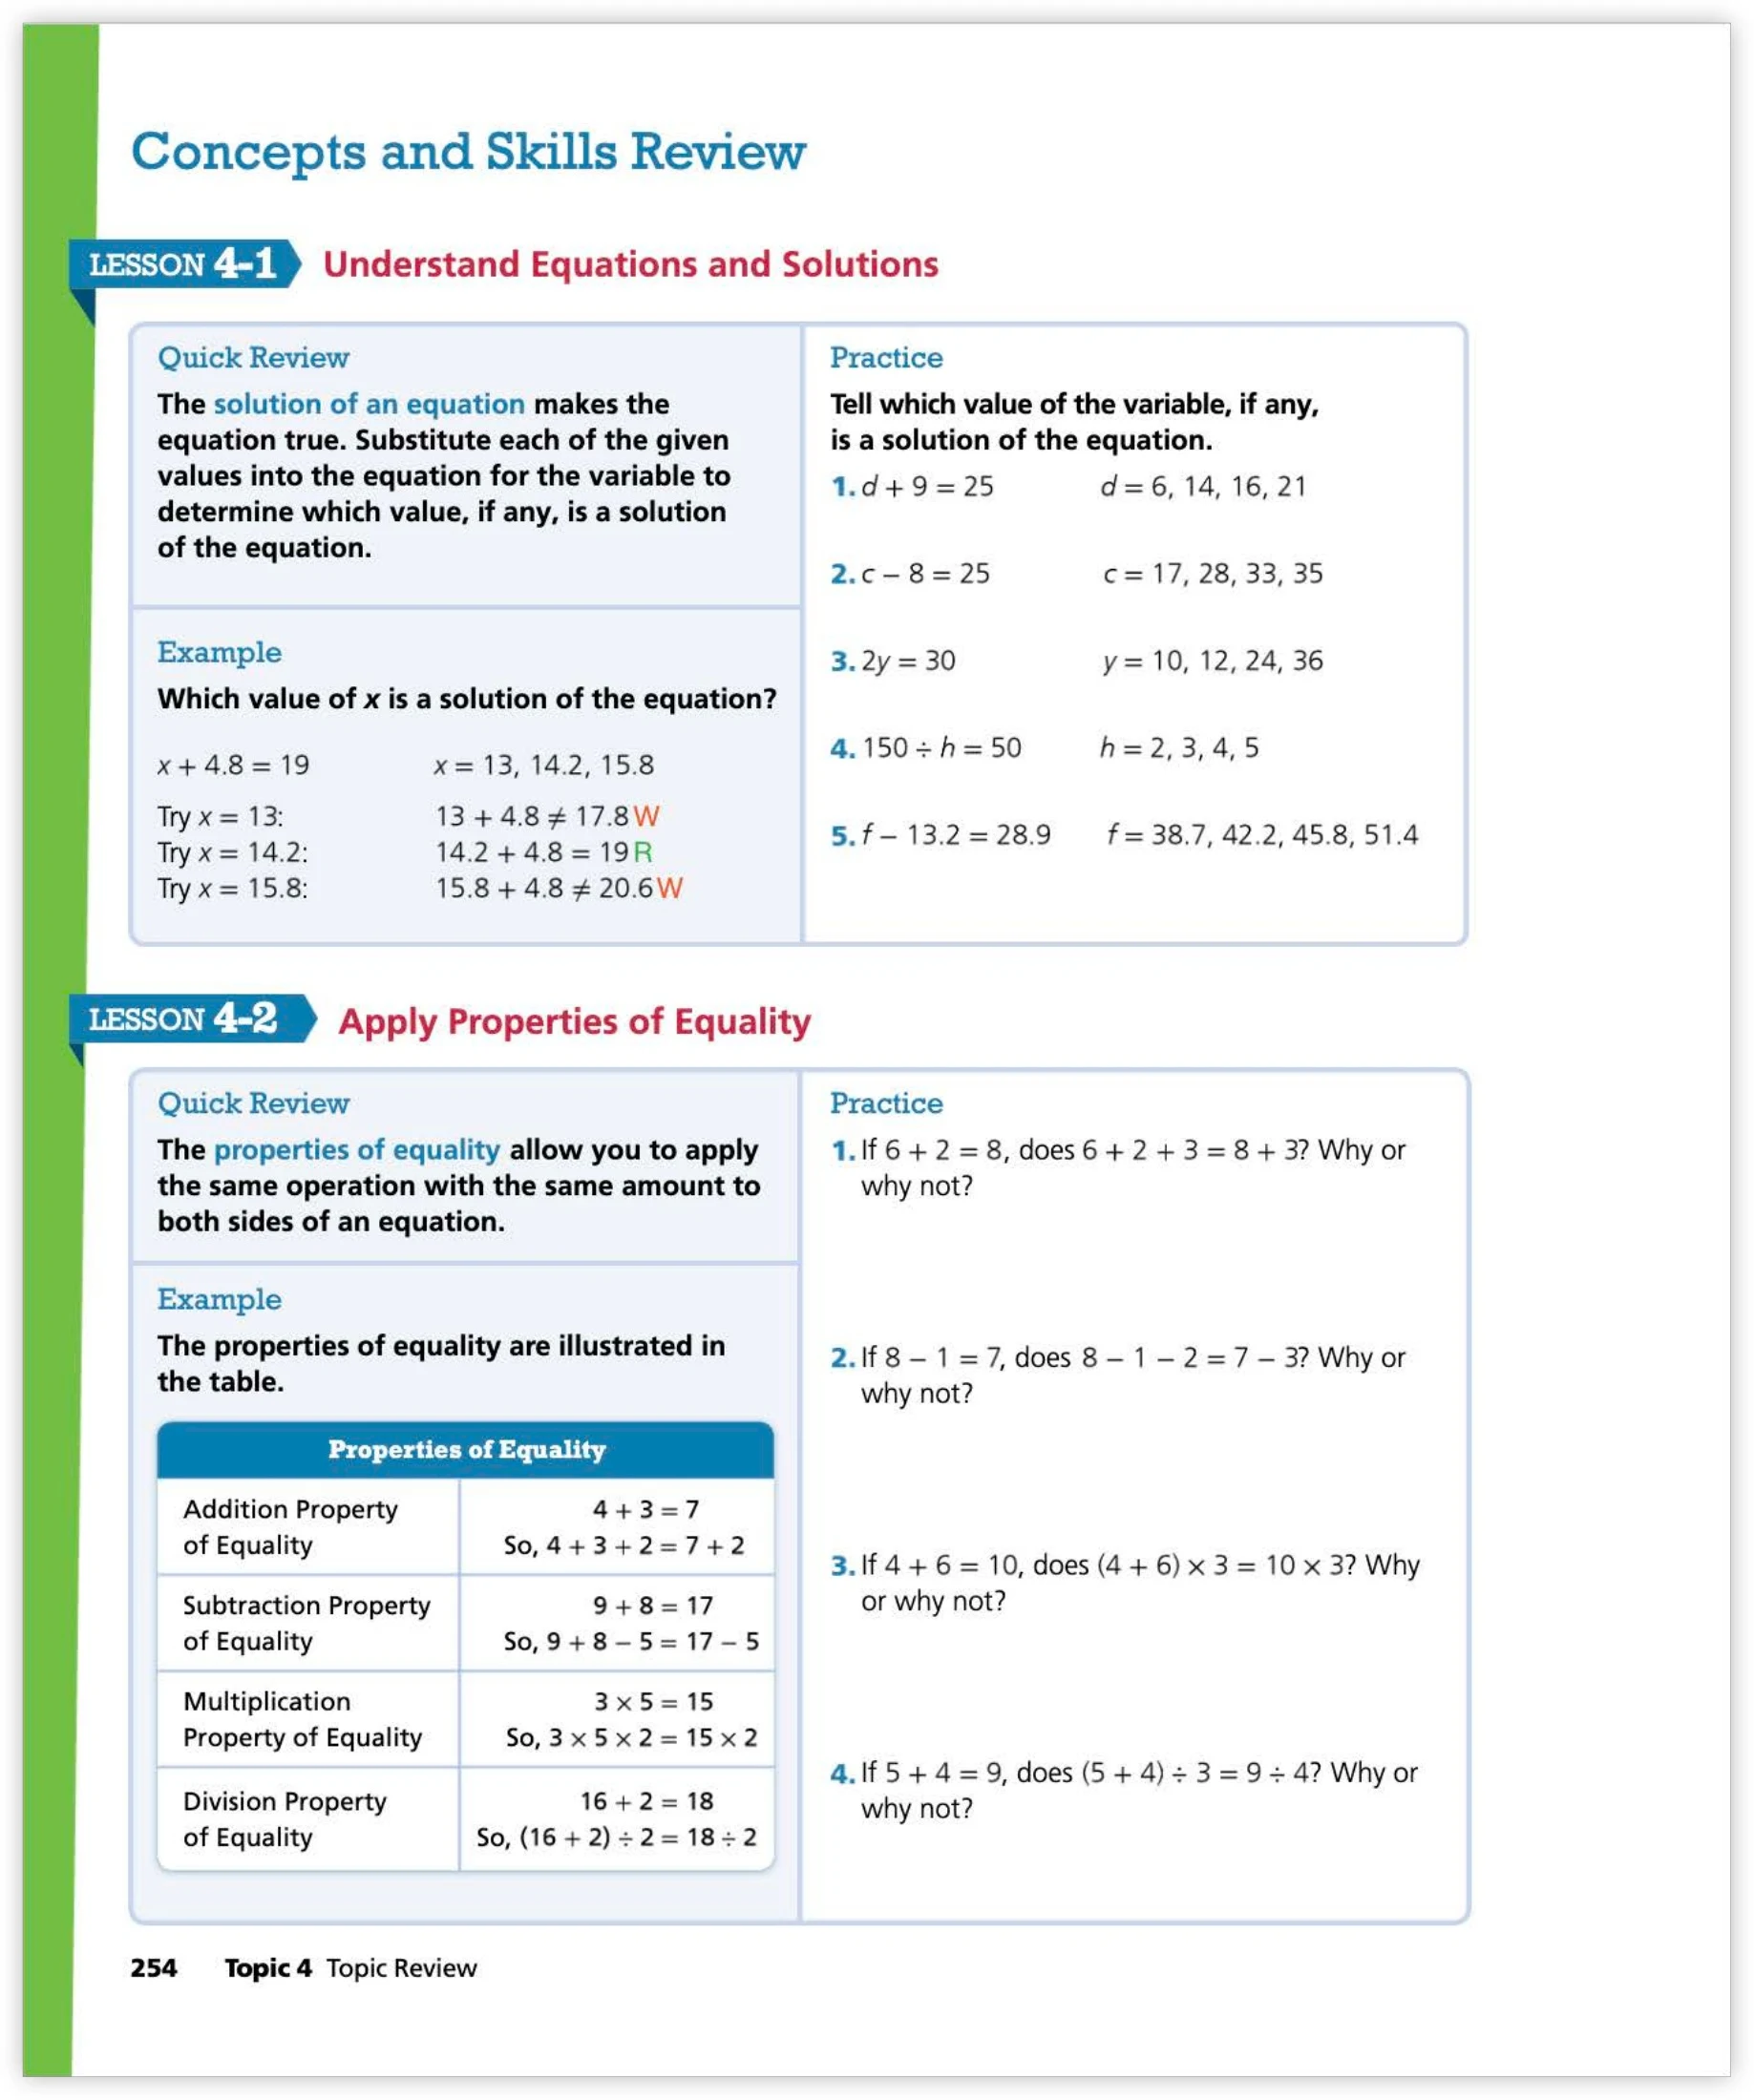 Concepts and Skills Review
LESSON 4-1 Understand Equations and Solutions
Quick Review
The solution of an equation makes the
equation true. Substitute each of the given
values into the equation for the variable to
determine which value, if any, is a solution
of the equation.
Example
Which value of x is a solution of the equation?
x + 4.8 = 19 x = 13, 14.2, 15.8
Try x = 13: 13 + 4.8 ≠ 17.8 W
Try x = 14.2: 14.2 + 4.8 = 19 R
Try x = 15.8: 15.8 + 4.8 ≠ 20.6 W
Practice
Tell which value of the variable, if any,
is a solution of the equation.
1. d + 9 = 25 d = 6, 14, 16, 21
2. c − 8 = 25 c = 17, 28, 33, 35
3. 2y = 30 y = 10, 12, 24, 36
4. 150 ÷ h = 50 h = 2, 3, 4, 5
5. f − 13.2 = 28.9 f = 38.7, 42.2, 45.8, 51.4
LESSON 4-2 Apply Properties of Equality
Quick Review
The properties of equality allow you to apply
the same operation with the same amount to
both sides of an equation.
Example
The properties of equality are illustrated in
the table.
Properties of Equality
Addition Property 4 + 3 = 7
of Equality So, 4 + 3 + 2 = 7 + 2
Subtraction Property 9 + 8 = 17
of Equality So, 9 + 8 − 5 = 17 − 5
Multiplication 3 × 5 = 15
Property of Equality So, 3 × 5 × 2 = 15 × 2
Division Property 16 + 2 = 18
of Equality So, (16 + 2) ÷ 2 = 18 ÷ 2
Practice
1. If 6 + 2 = 8, does 6 + 2 + 3 = 8 + 3? Why or
why not?
2. If 8 − 1 = 7, does 8 − 1 − 2 = 7 − 3? Why or
why not?
3. If 4 + 6 = 10, does (4 + 6) × 3 = 10 × 3? Why
or why not?
4. If 5 + 4 = 9, does (5 + 4) ÷ 3 = 9 ÷ 4? Why or
why not?
254 Topic 4 Topic Review